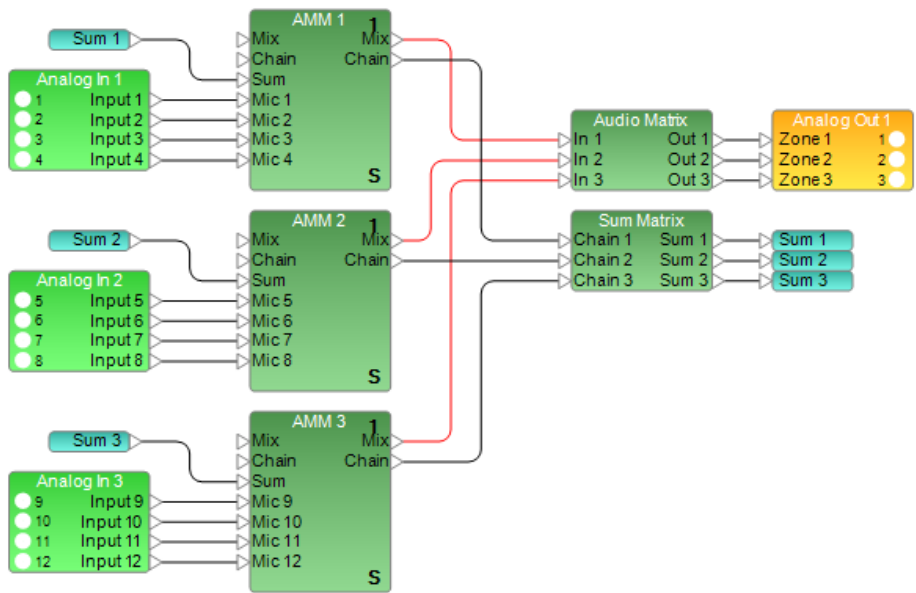 Sum 1
Analog In 1
1 Input 1
2 Input 2
3 Input 3
4 Input 4
AMM 1 1
Mix Mix
Chain Chain
Sum
Mic 1
Mic 2
Mic 3
Mic 4
S
Sum 2
Analog In 2
5 Input 5
6 Input 6
7 Input 7
8 Input 8
AMM 2 1
Mix Mix
Chain Chain
Sum
Mic 5
Mic 6
Mic 7
Mic 8
S
Sum 3
Analog In 3
9 Input 9
10 Input 10
11 Input 11
12 Input 12
AMM 3 1
Mix Mix
Chain Chain
Sum
Mic 9
Mic 10
Mic 11
Mic 12
S
Audio Matrix
In 1 Out 1
In 2 Out 2
In 3 Out 3
Analog Out 1
Zone 1 1
Zone 2 2
Zone 3 3
Sum Matrix
Chain 1 Sum 1
Chain 2 Sum 2
Chain 3 Sum 3
Sum 1
Sum 2
Sum 3